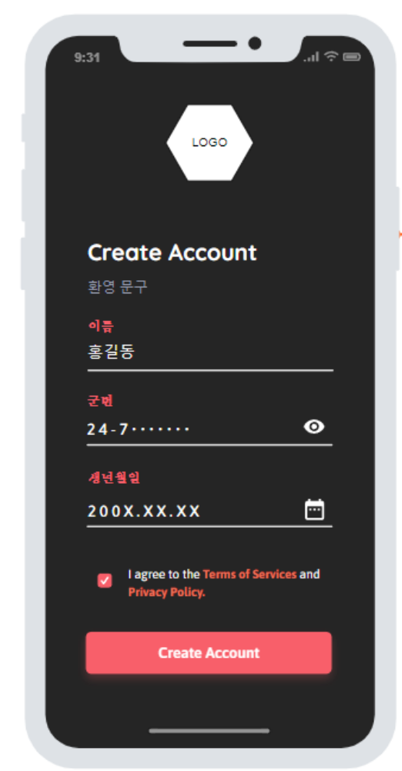 9:31
LOGO
Create Account
환영 문구
이름
홍길동
군번
24-7·······
생년월일
200X.XX.XX
I agree to the Terms of Services and
Privacy Policy.
Create Account